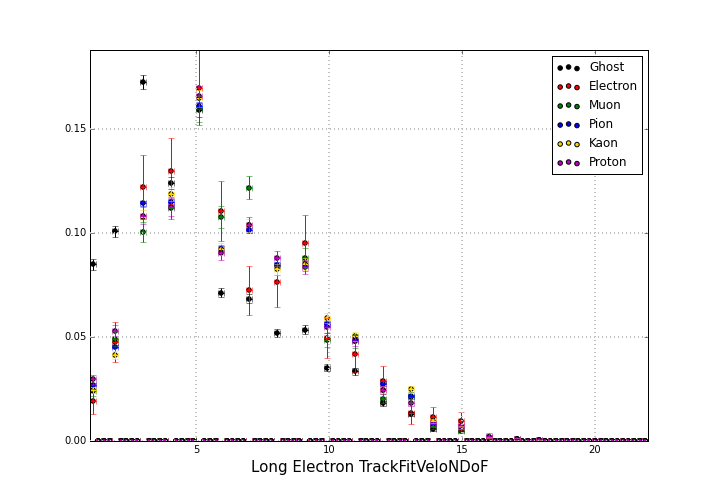 Ghost
Electron
Muon
Pion
Kaon
Proton
0.15
0.10
0.05
0.00
5
10
15
20
Long Electron TrackFitVeloNDoF